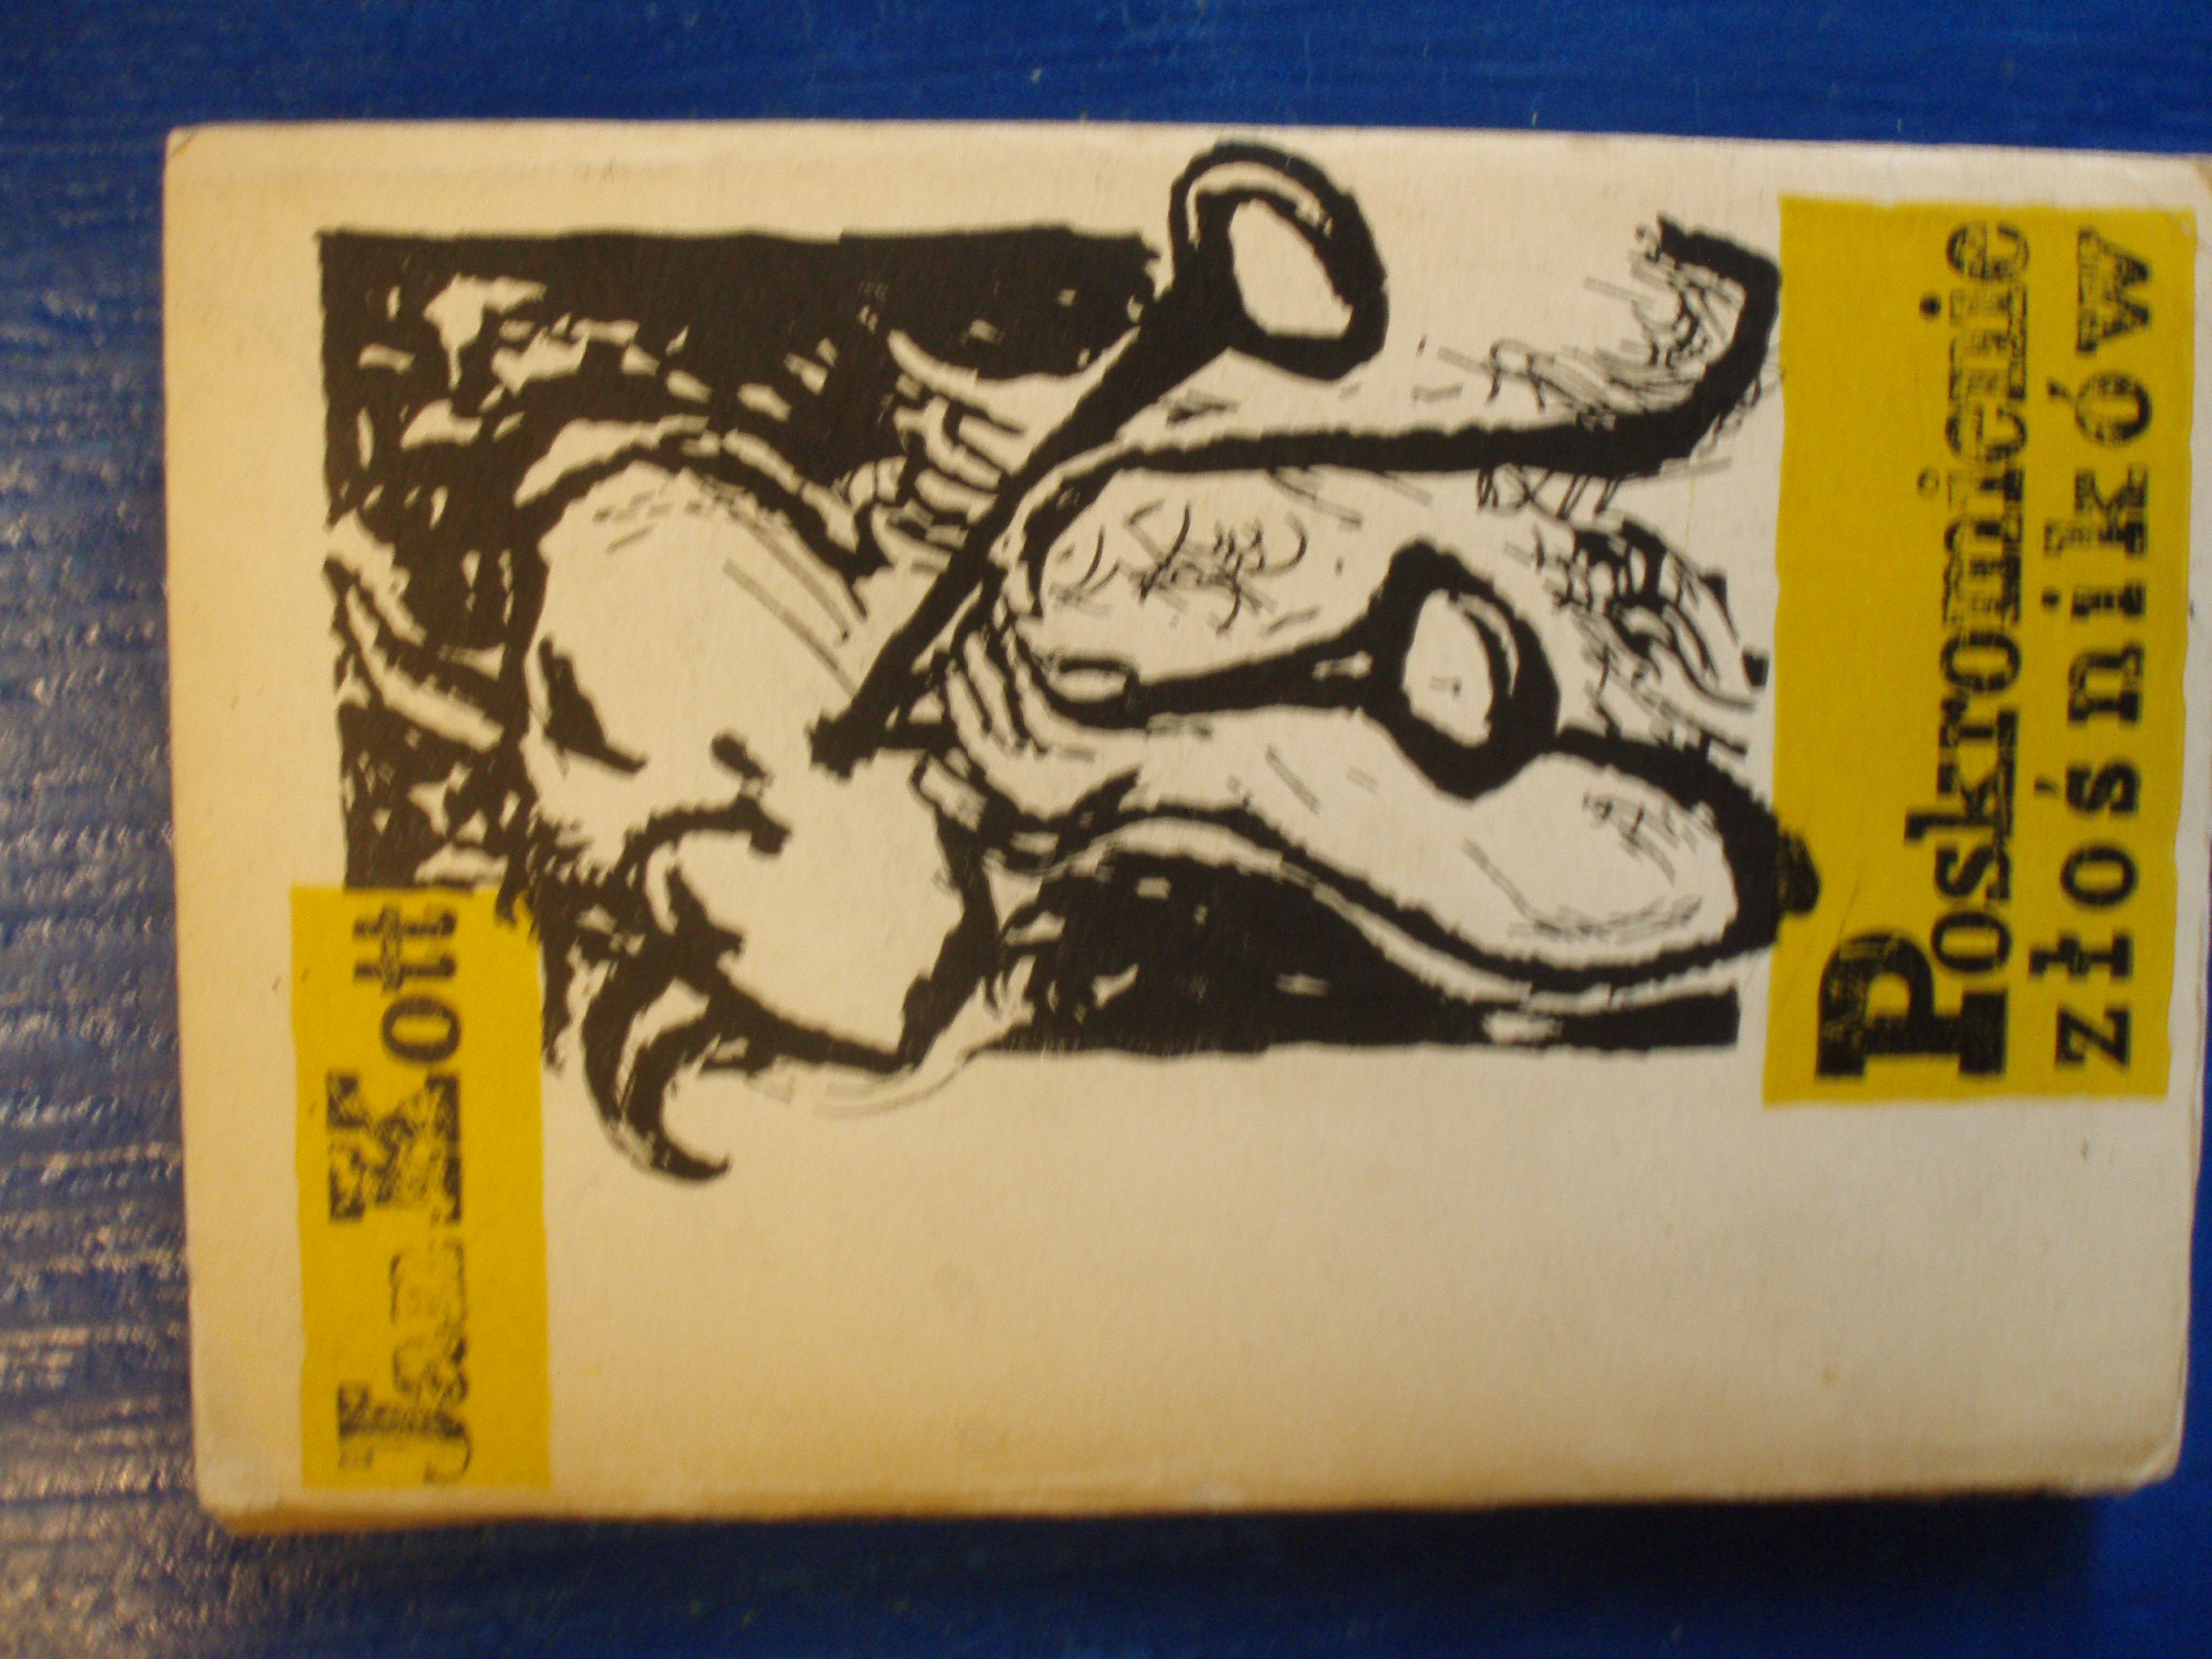 Jan Kott
Poskromienie
złośników